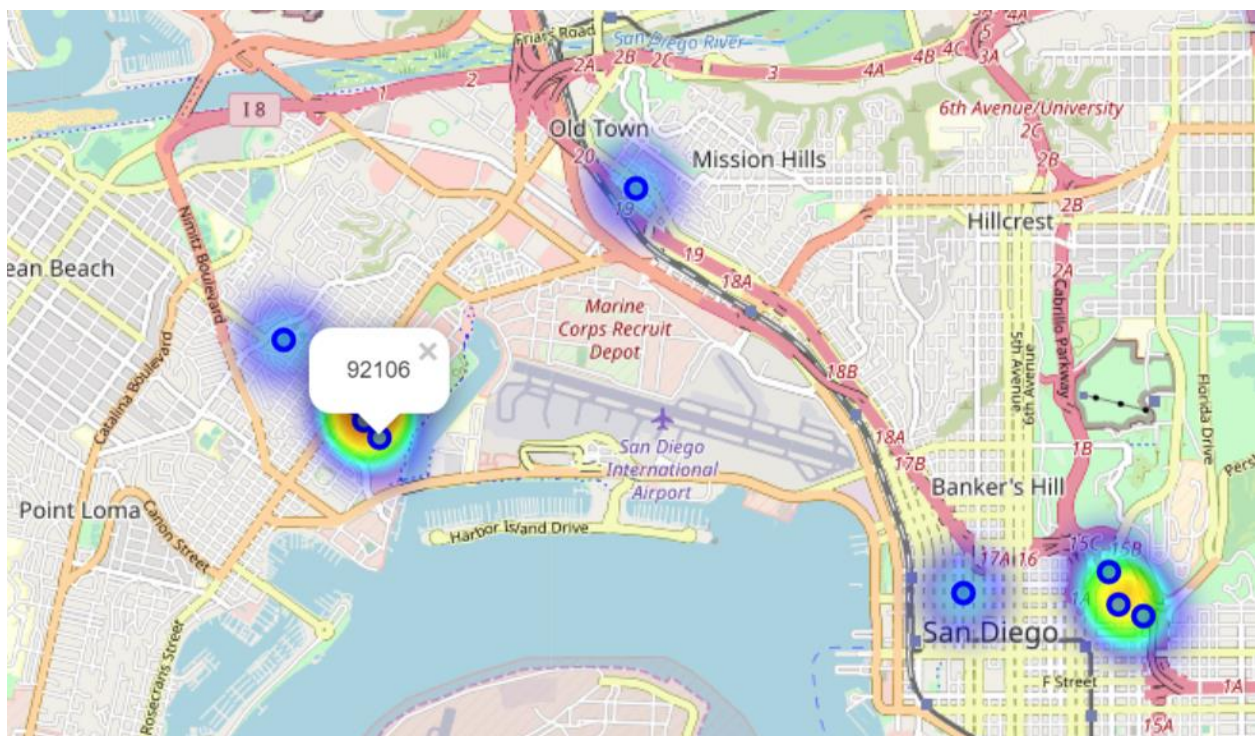 Friars Road
San Diego River
3A
4A
5
3A
4C
4B
4A
3
2C
2B
2A
2
1
I 8
6th Avenue/University
2C
2B
2B
Old Town
20
Mission Hills
19
Hillcrest
Nimitz Boulevard
ean Beach
19
18A
2A
Cabrillo Parkway
Marine
Corps Recruit
Depot
5th Avenue
6th Avenue
Florida Drive
92106
×
18B
Catalina Boulevard
18A
17B
1B
San Diego
International
Airport
Banker's Hill
Point Loma
Canon Street
Harbor Island Drive
17A
16
15C
15B
1A
San Diego
F Street
Rosecrans Street
1A
15A